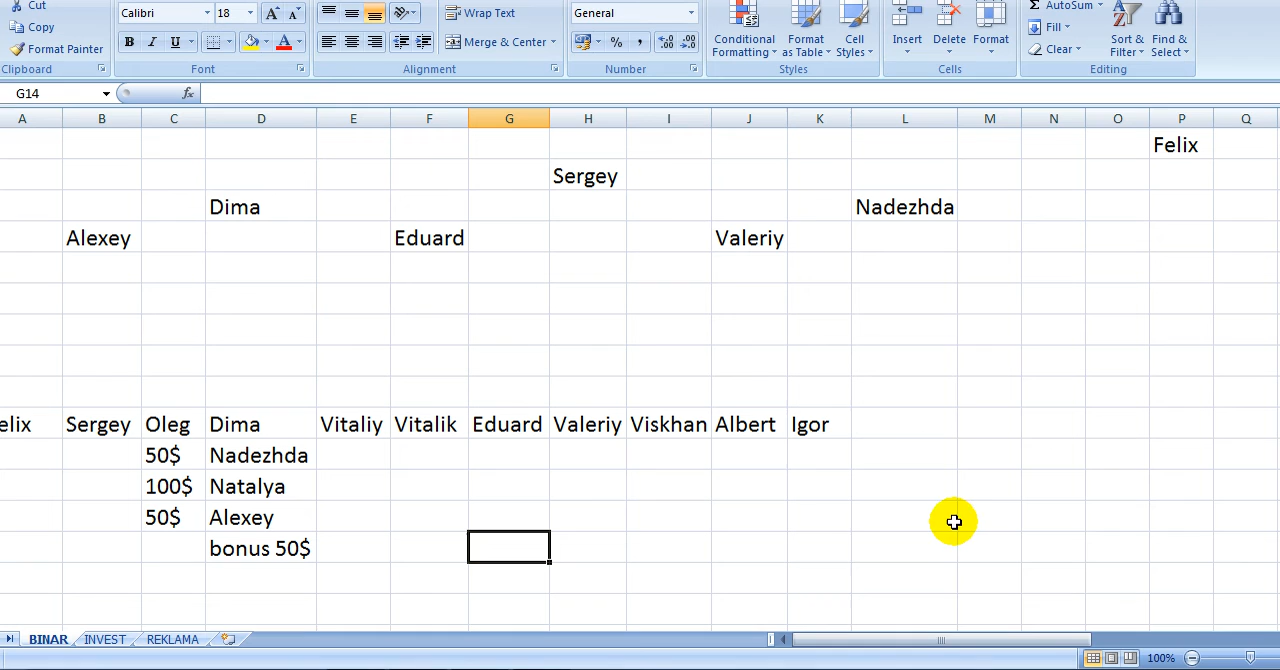 Cut
Copy
Format Painter
Clipboard
Calibri 18 A A
B I U A
Font
Wrap Text
Merge & Center
Alignment
General
% ,
Number
Conditional Formatting
Format as Table
Cell Styles
Styles
Insert
Delete
Format
Cells
Σ AutoSum
Fill
Clear
Sort & Filter
Find & Select
Editing
G14 fx
A B C D E F G H I J K L M N O P Q
Felix
Sergey
Dima Nadezhda
Alexey Eduard Valeriy
elix Sergey Oleg Dima Vitaliy Vitalik Eduard Valeriy Viskhan Albert Igor
50$ Nadezhda
100$ Natalya
50$ Alexey
bonus 50$
BINAR INVEST REKLAMA
100%